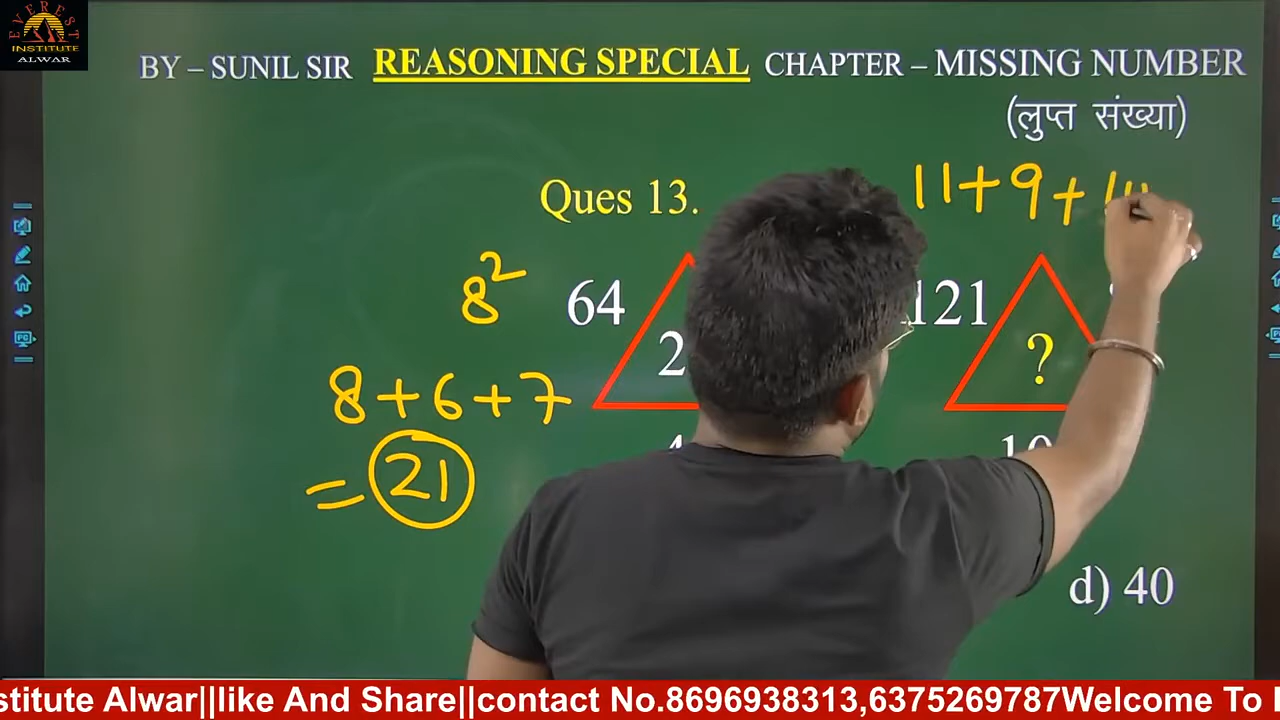 EVEREST
INSTITUTE
ALWAR
BY – SUNIL SIR REASONING SPECIAL CHAPTER – MISSING NUMBER
(लुप्त संख्या)
Ques 13.
11+9+
8²
64
121
2
?
8+6+7
= 21
d) 40
stitute Alwar||like And Share||contact No.8696938313,6375269787Welcome To